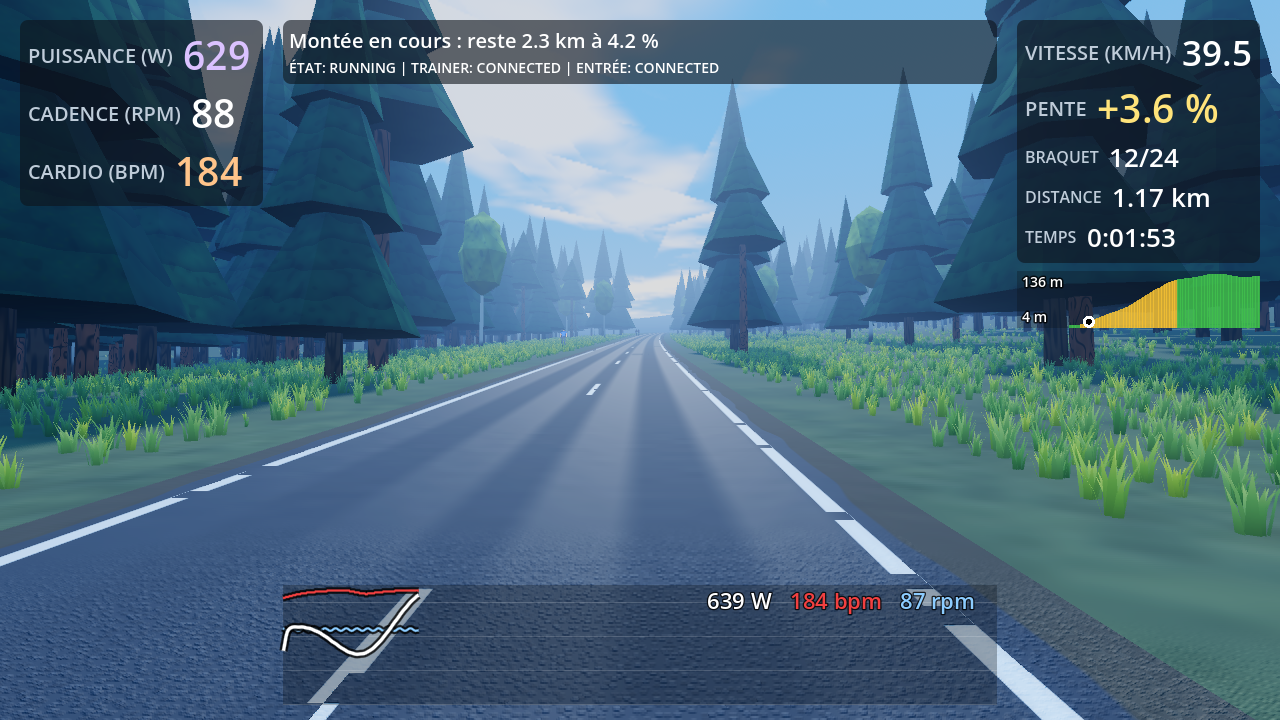 PUISSANCE (W) 629
CADENCE (RPM) 88
CARDIO (BPM) 184
Montée en cours : reste 2.3 km à 4.2 %
ÉTAT: RUNNING | TRAINER: CONNECTED | ENTRÉE: CONNECTED
VITESSE (KM/H) 39.5
PENTE +3.6 %
BRAQUET 12/24
DISTANCE 1.17 km
TEMPS 0:01:53
136 m
4 m
639 W 184 bpm 87 rpm